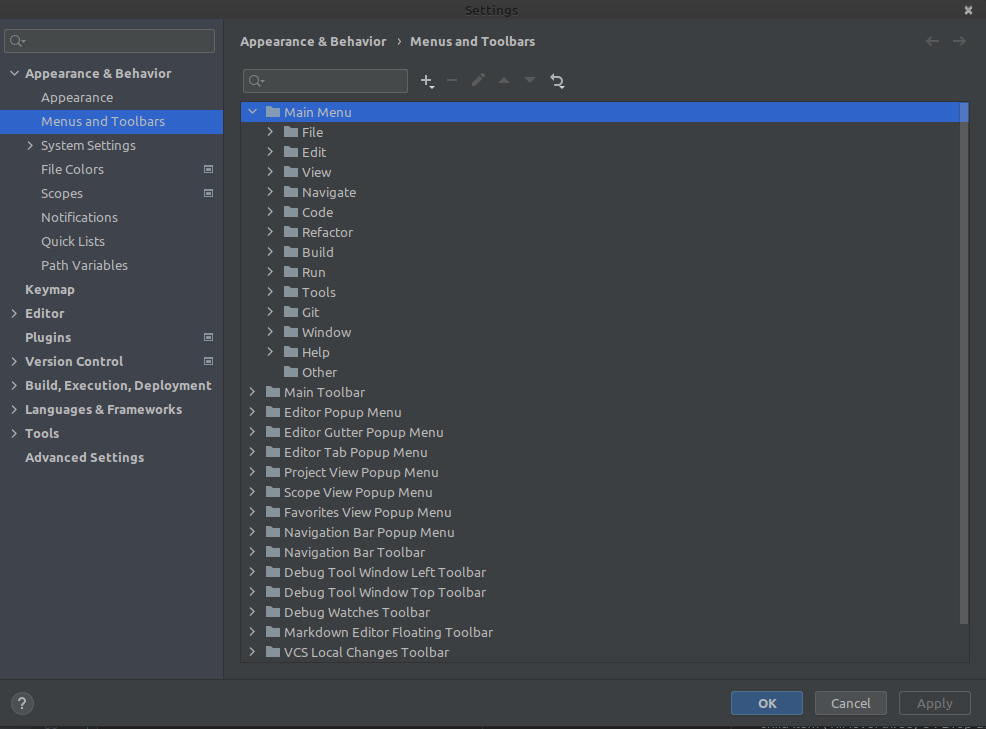 Settings
Appearance & Behavior
Appearance
Menus and Toolbars
System Settings
File Colors
Scopes
Notifications
Quick Lists
Path Variables
Keymap
Editor
Plugins
Version Control
Build, Execution, Deployment
Languages & Frameworks
Tools
Advanced Settings
Appearance & Behavior › Menus and Toolbars
Main Menu
File
Edit
View
Navigate
Code
Refactor
Build
Run
Tools
Git
Window
Help
Other
Main Toolbar
Editor Popup Menu
Editor Gutter Popup Menu
Editor Tab Popup Menu
Project View Popup Menu
Scope View Popup Menu
Favorites View Popup Menu
Navigation Bar Popup Menu
Navigation Bar Toolbar
Debug Tool Window Left Toolbar
Debug Tool Window Top Toolbar
Debug Watches Toolbar
Markdown Editor Floating Toolbar
VCS Local Changes Toolbar
?
OK
Cancel
Apply